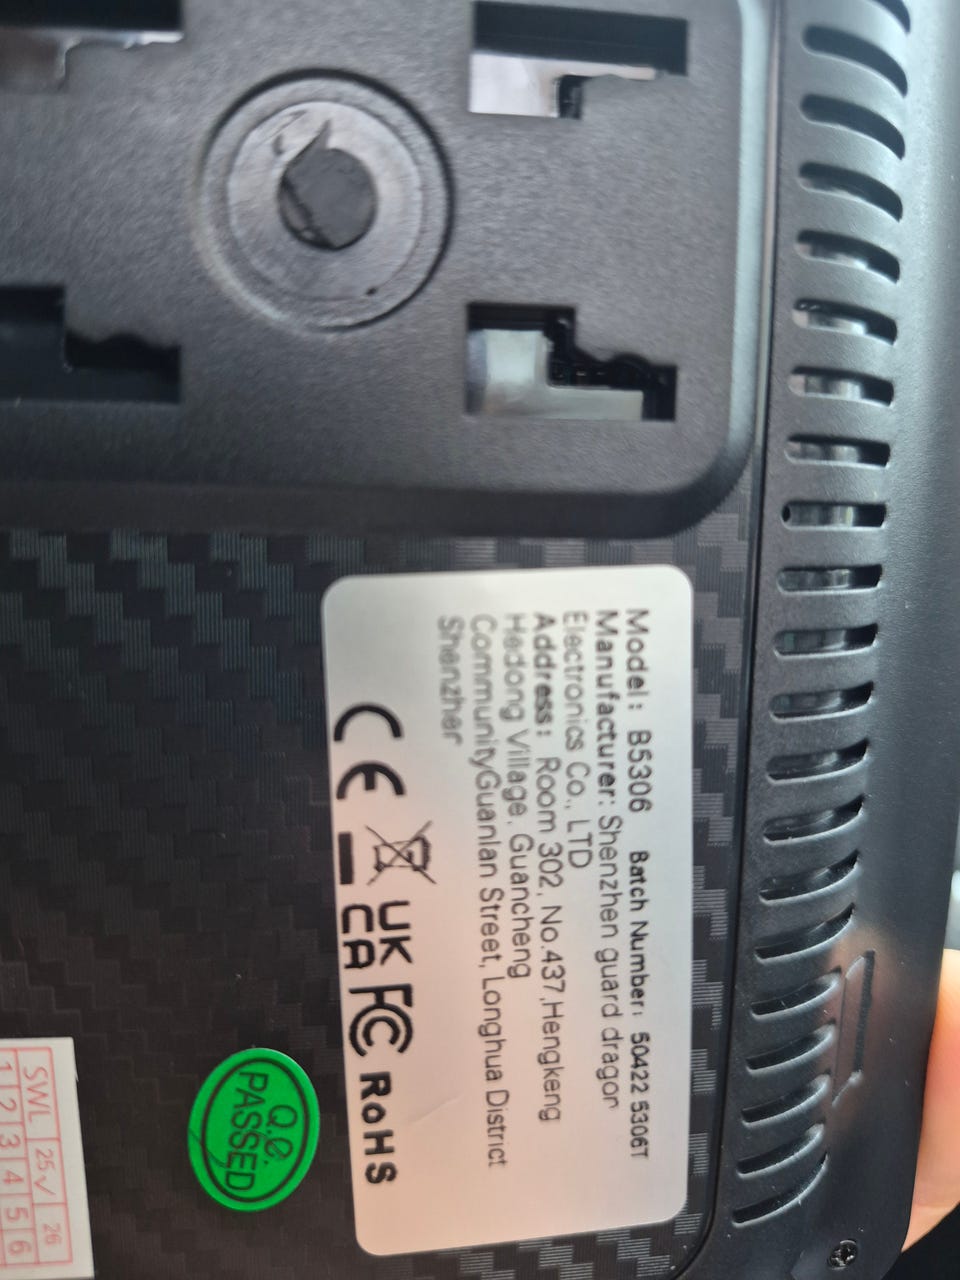 Model: B5306 Batch Number: 50422 5306T
Manufacturer: Shenzhen guard dragon
Electronics Co., LTD
Address: Room 302, No.437,Hengkeng
Hedong Village, Guancheng
CommunityGuanlan Street, Longhua District
Shenzhen
CE UK CA FC RoHS
Q.C.
PASSED
SWL 25 √ 26
1 2 3 4 5 6